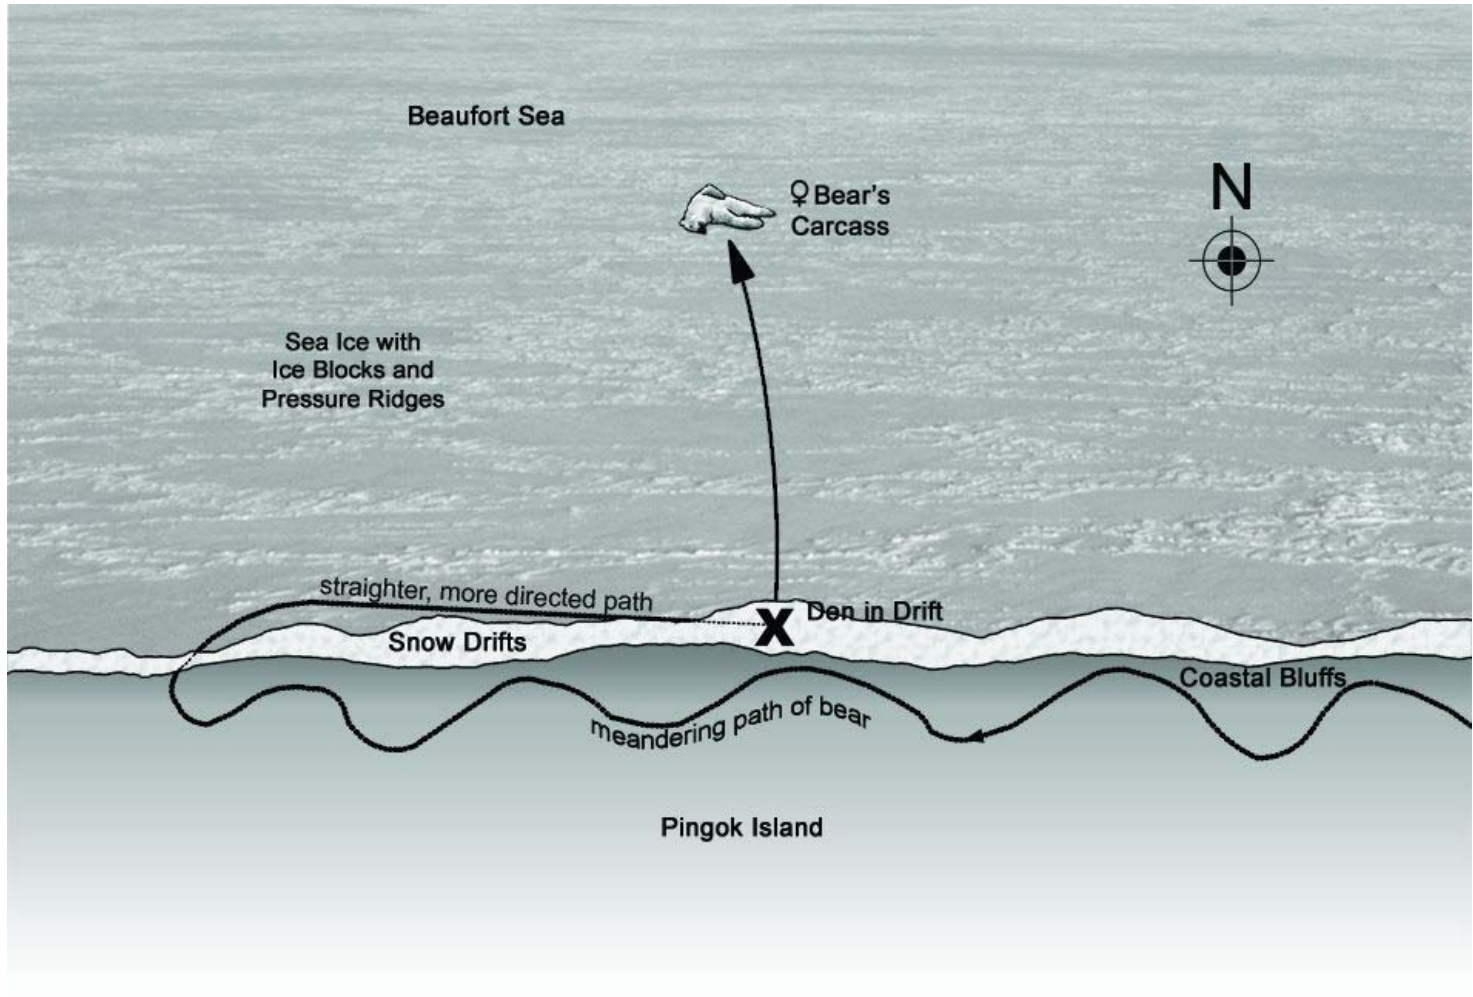 Beaufort Sea
♀ Bear's
Carcass
N
Sea Ice with
Ice Blocks and
Pressure Ridges
straighter, more directed path
Den in Drift
Snow Drifts
X
Coastal Bluffs
meandering path of bear
Pingok Island